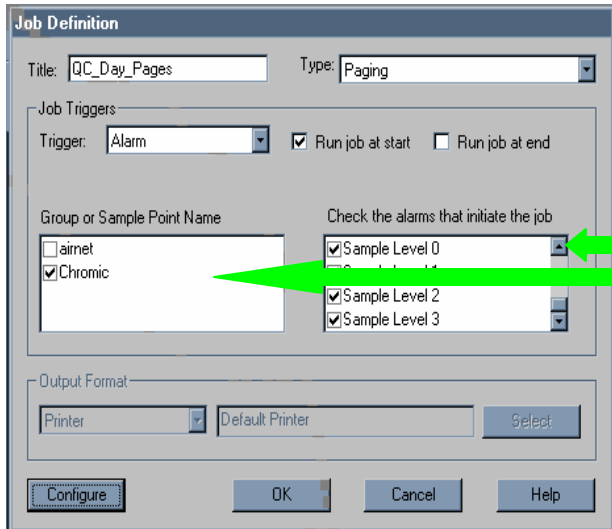 Job Definition
Title: QC_Day_Pages Type: Paging
Job Triggers
Trigger: Alarm Run job at start Run job at end
Group or Sample Point Name Check the alarms that initiate the job
airnet
Chromic
Sample Level 0
Sample Level 2
Sample Level 3
Output Format
Printer Default Printer Select
Configure OK Cancel Help